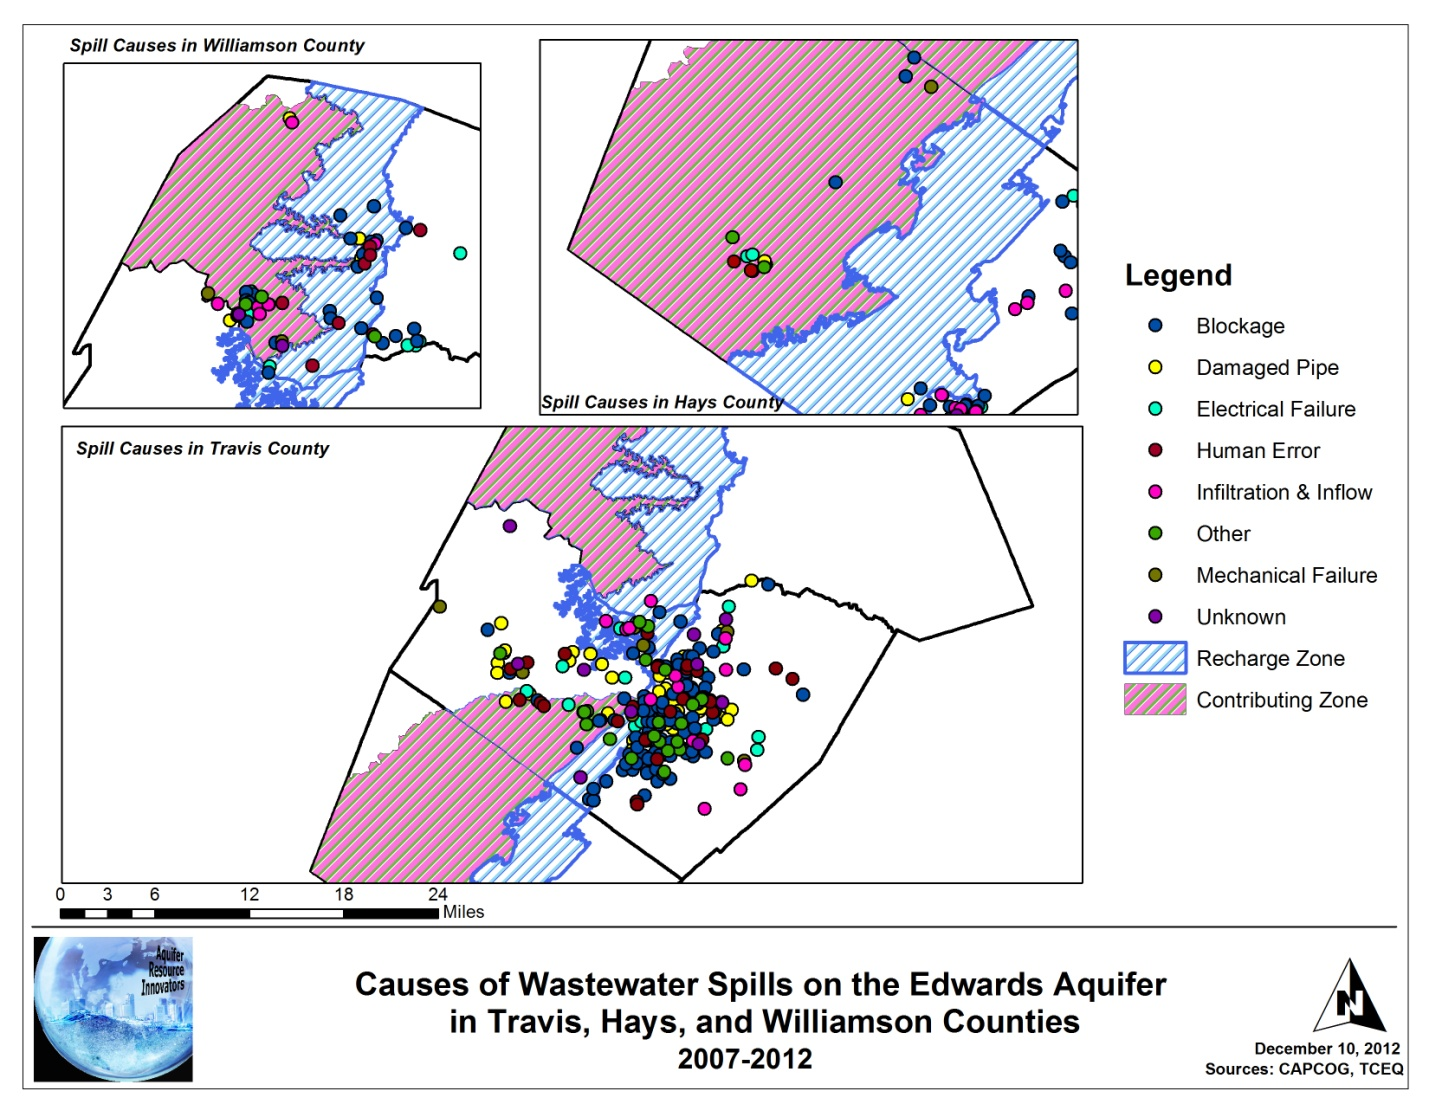 Spill Causes in Williamson County
Spill Causes in Hays County
Spill Causes in Travis County
Legend
Blockage
Damaged Pipe
Electrical Failure
Human Error
Infiltration & Inflow
Other
Mechanical Failure
Unknown
Recharge Zone
Contributing Zone
0 3 6 12 18 24
Miles
Aquifer
Resource
Innovators
Causes of Wastewater Spills on the Edwards Aquifer
in Travis, Hays, and Williamson Counties
2007-2012
N
December 10, 2012
Sources: CAPCOG, TCEQ